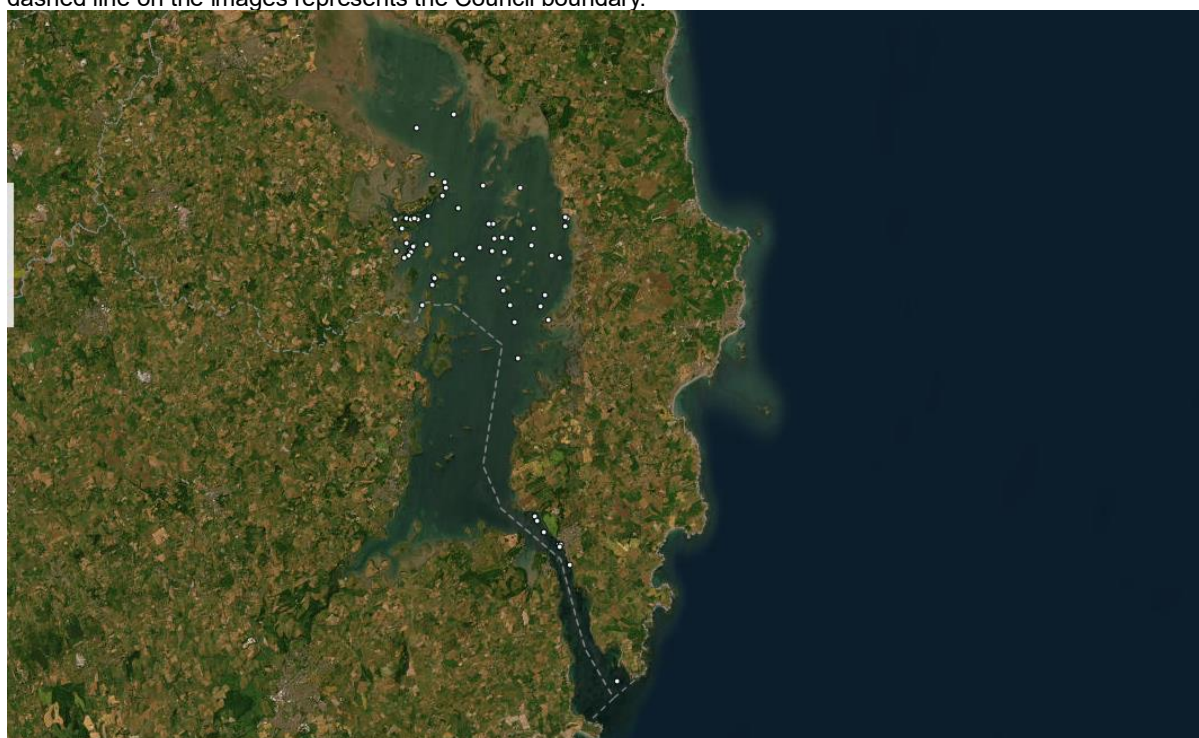 dashed line on the images represents the Council boundary.